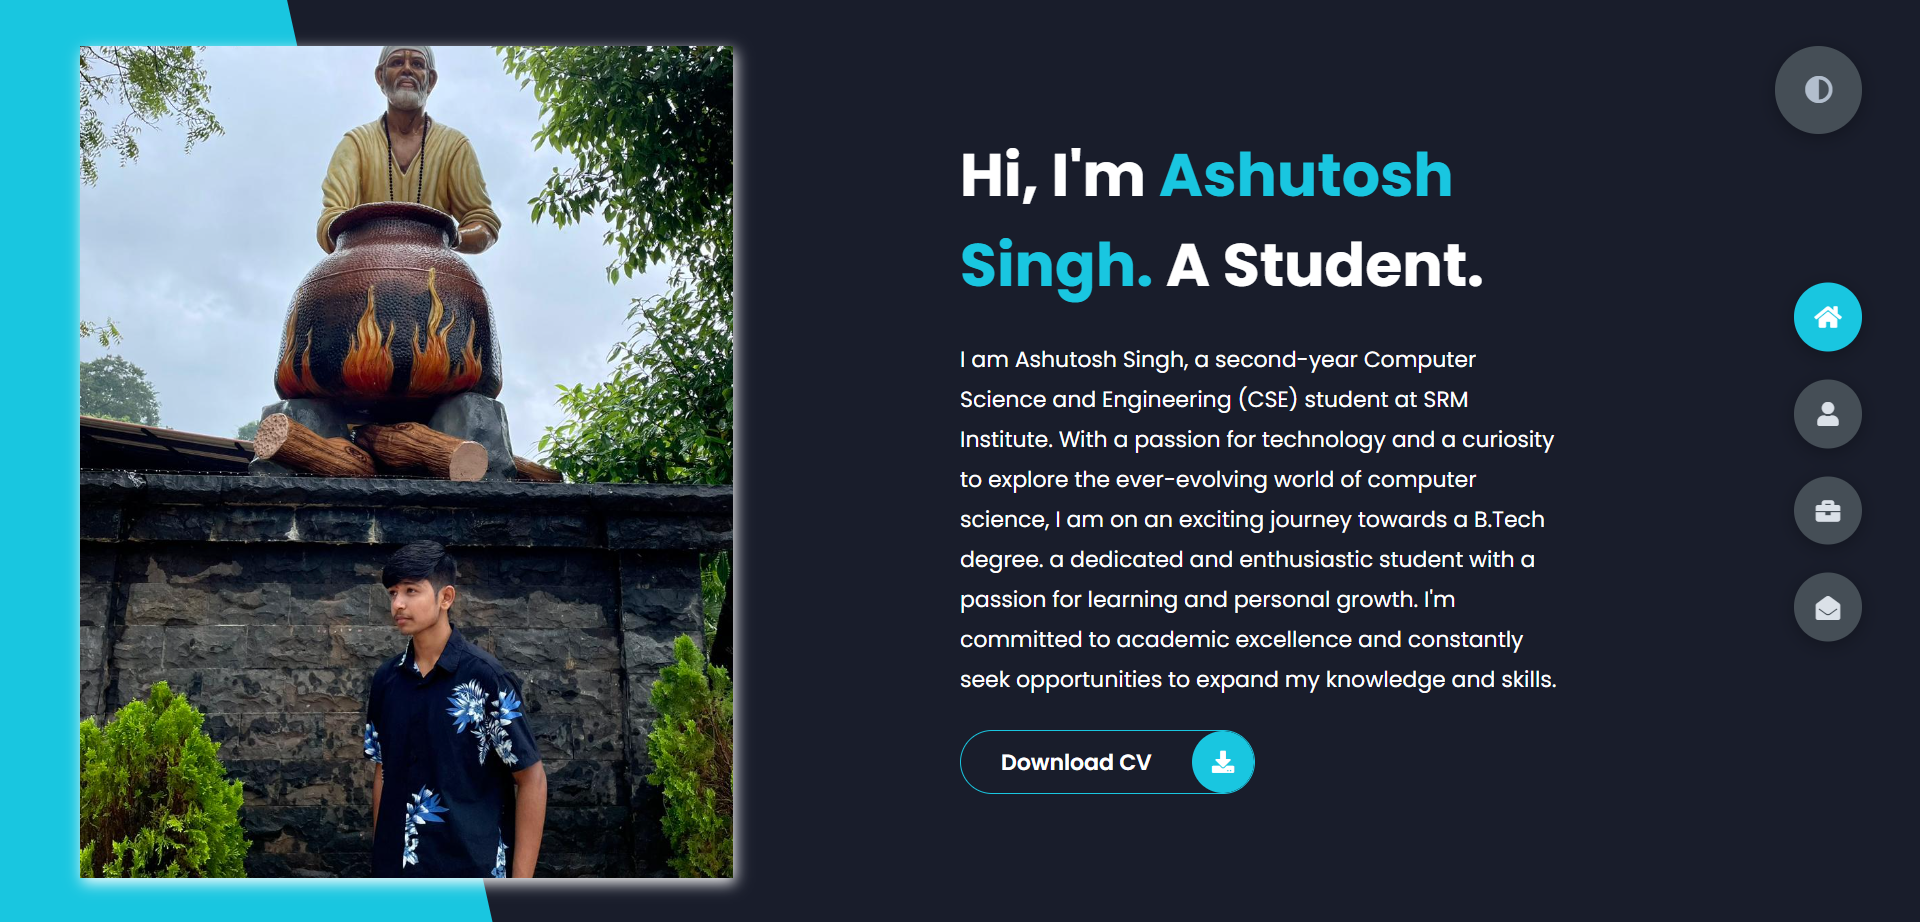 Hi, I'm Ashutosh
Singh. A Student.
I am Ashutosh Singh, a second-year Computer
Science and Engineering (CSE) student at SRM
Institute. With a passion for technology and a curiosity
to explore the ever-evolving world of computer
science, I am on an exciting journey towards a B.Tech
degree. a dedicated and enthusiastic student with a
passion for learning and personal growth. I'm
committed to academic excellence and constantly
seek opportunities to expand my knowledge and skills.
Download CV